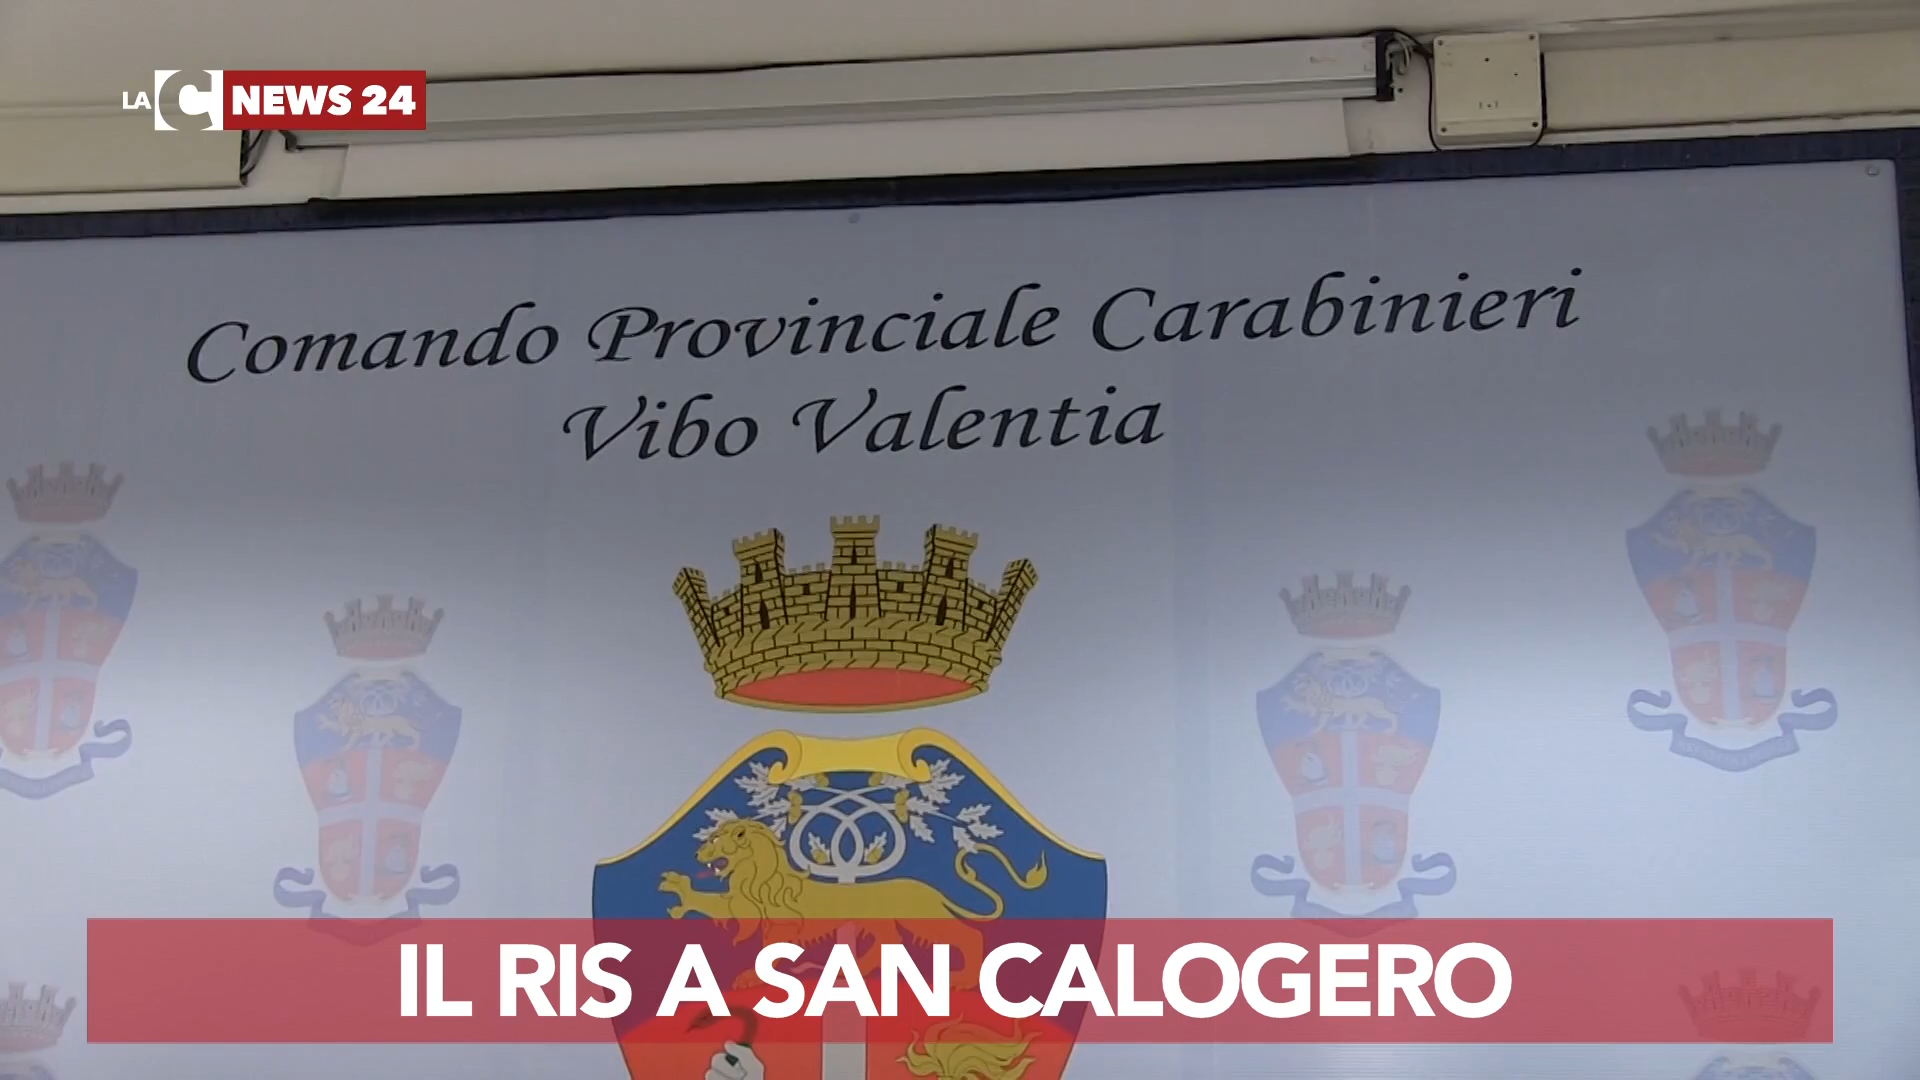 LA C NEWS 24
Comando Provinciale Carabinieri
Vibo Valentia
IL RIS A SAN CALOGERO